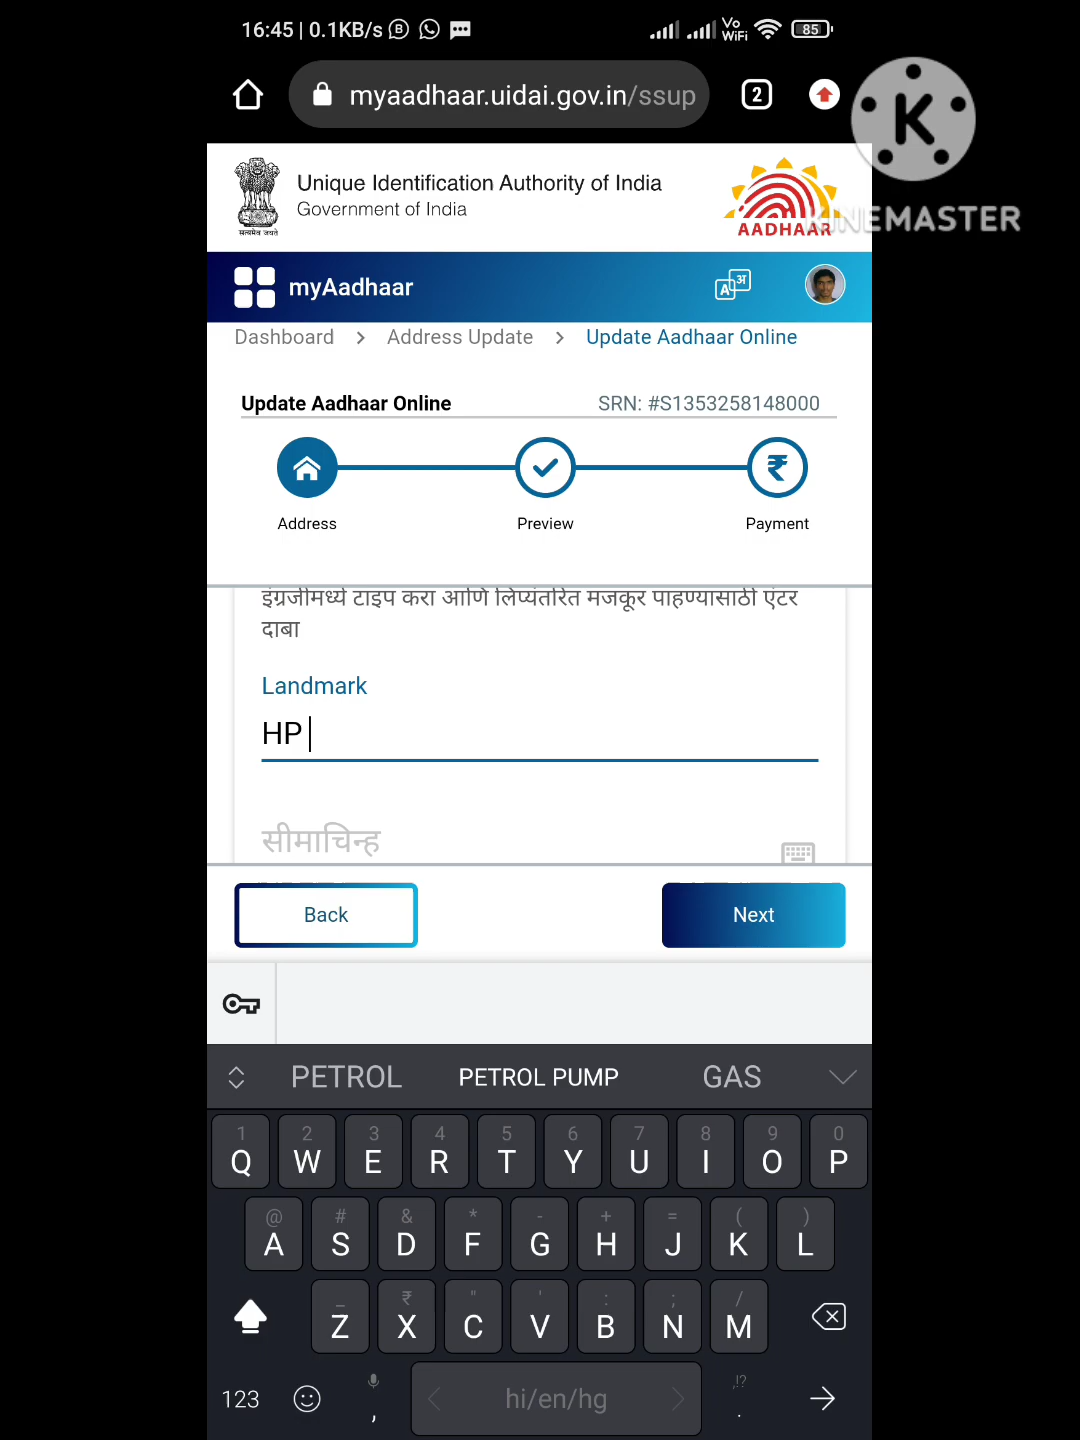 16:45 | 0.1KB/s
Vo
WiFi
85
myaadhaar.uidai.gov.in/ssup
2
K
KINEMASTER
सत्यमेव जयते
Unique Identification Authority of India
Government of India
AADHAAR
myAadhaar
A अ
Dashboard > Address Update > Update Aadhaar Online
Update Aadhaar Online
SRN: #S1353258148000
₹
Address
Preview
Payment
इंग्रजीमध्ये टाइप करा आणि लिप्यंतरित मजकूर पाहण्यासाठी एंटर
दाबा
Landmark
HP
सीमाचिन्ह
Back
Next
PETROL
PETROL PUMP
GAS
1 2 3 4 5 6 7 8 9 0
Q W E R T Y U I O P
@ # & * - + = ( )
A S D F G H J K L
_ ₹ " ' : ; /
Z X C V B N M
123
,
hi/en/hg
,!?
.